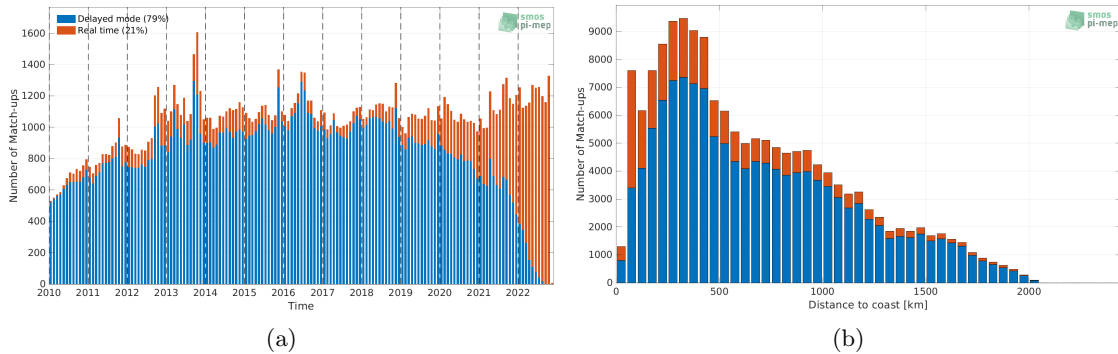 Delayed mode (79%)
Real time (21%)
smos
pi-mep
Number of Match-ups
1600
1400
1200
1000
800
600
400
200
0
2010 2011 2012 2013 2014 2015 2016 2017 2018 2019 2020 2021 2022
Time
(a)
smos
pi-mep
Number of Match-ups
9000
8000
7000
6000
5000
4000
3000
2000
1000
0
0 500 1000 1500 2000
Distance to coast [km]
(b)